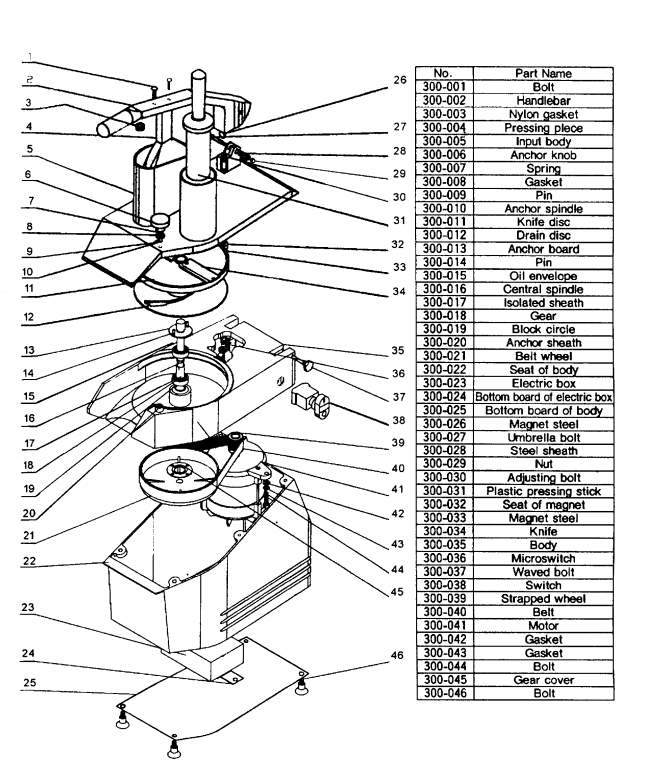 1
2
3
4
5
6
7
8
9
10
11
12
13
14
15
16
17
18
19
20
21
22
23
24
25
26
27
28
29
30
31
32
33
34
35
36
37
38
39
40
41
42
43
44
45
46
No. Part Name
300-001 Bolt
300-002 Handlebar
300-003 Nylon gasket
300-004 Pressing piece
300-005 Input body
300-006 Anchor knob
300-007 Spring
300-008 Gasket
300-009 Pin
300-010 Anchor spindle
300-011 Knife disc
300-012 Drain disc
300-013 Anchor board
300-014 Pin
300-015 Oil envelope
300-016 Central spindle
300-017 Isolated sheath
300-018 Gear
300-019 Block circle
300-020 Anchor sheath
300-021 Belt wheel
300-022 Seat of body
300-023 Electric box
300-024 Bottom board of electric box
300-025 Bottom board of body
300-026 Magnet steel
300-027 Umbrella bolt
300-028 Steel sheath
300-029 Nut
300-030 Adjusting bolt
300-031 Plastic pressing stick
300-032 Seat of magnet
300-033 Magnet steel
300-034 Knife
300-035 Body
300-036 Microswitch
300-037 Waved bolt
300-038 Switch
300-039 Strapped wheel
300-040 Belt
300-041 Motor
300-042 Gasket
300-043 Gasket
300-044 Bolt
300-045 Gear cover
300-046 Bolt